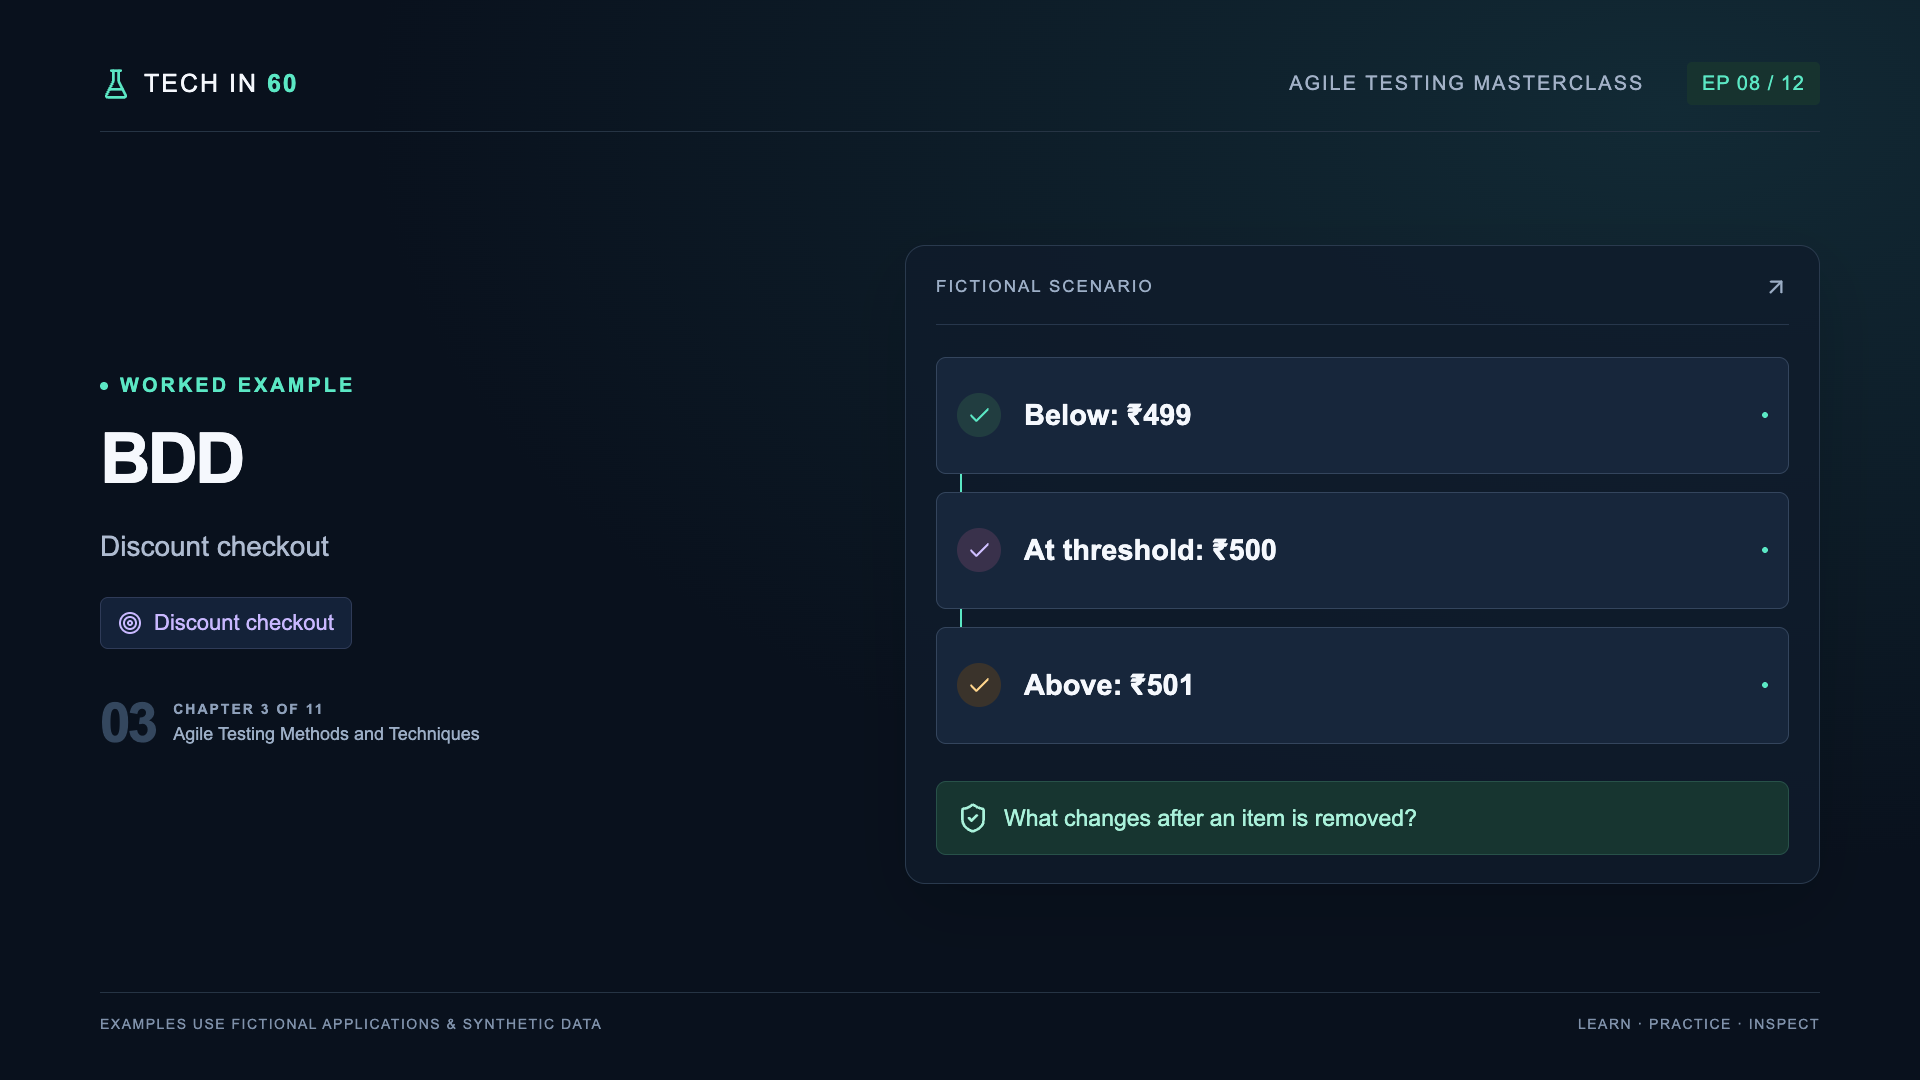 TECH IN 60
AGILE TESTING MASTERCLASS
EP 08 / 12
WORKED EXAMPLE
BDD
Discount checkout
Discount checkout
03
CHAPTER 3 OF 11
Agile Testing Methods and Techniques
FICTIONAL SCENARIO
Below: ₹499
At threshold: ₹500
Above: ₹501
What changes after an item is removed?
EXAMPLES USE FICTIONAL APPLICATIONS & SYNTHETIC DATA
LEARN · PRACTICE · INSPECT